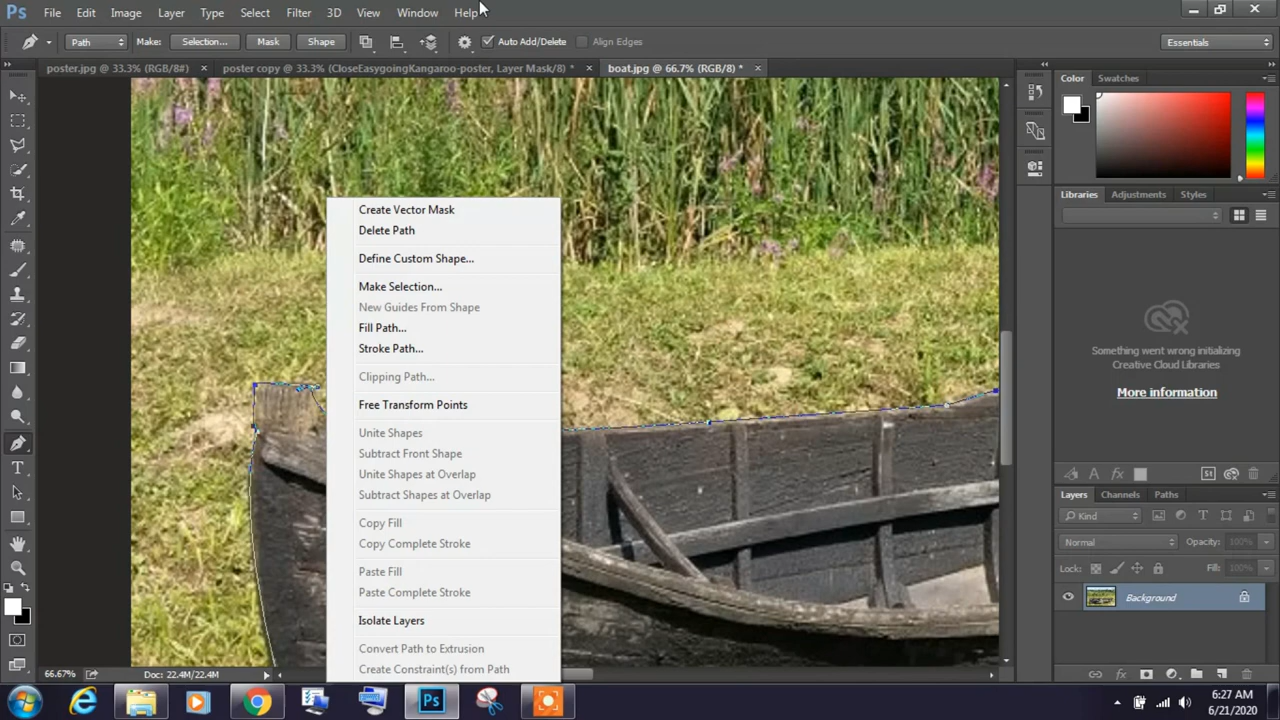 Ps File Edit Image Layer Type Select Filter 3D View Window Help
Path Make: Selection... Mask Shape Auto Add/Delete Align Edges Essentials
poster.jpg @ 33.3% (RGB/8#) × poster copy @ 33.3% (CloseEasygoingKangaroo-poster, Layer Mask/8) * × boat.jpg @ 66.7% (RGB/8) * ×
Color Swatches
Libraries Adjustments Styles
Create Vector Mask
Delete Path
Define Custom Shape...
Make Selection...
New Guides From Shape
Fill Path...
Stroke Path...
Clipping Path...
Free Transform Points
Unite Shapes
Subtract Front Shape
Unite Shapes at Overlap
Subtract Shapes at Overlap
Copy Fill
Copy Complete Stroke
Paste Fill
Paste Complete Stroke
Isolate Layers
Convert Path to Extrusion
Create Constraint(s) from Path
Something went wrong initializing
Creative Cloud Libraries
More information
Layers Channels Paths
Kind
Normal Opacity: 100%
Lock: Fill: 100%
Background
66.67% Doc: 22.4M/22.4M
Ps
6:27 AM
6/21/2020